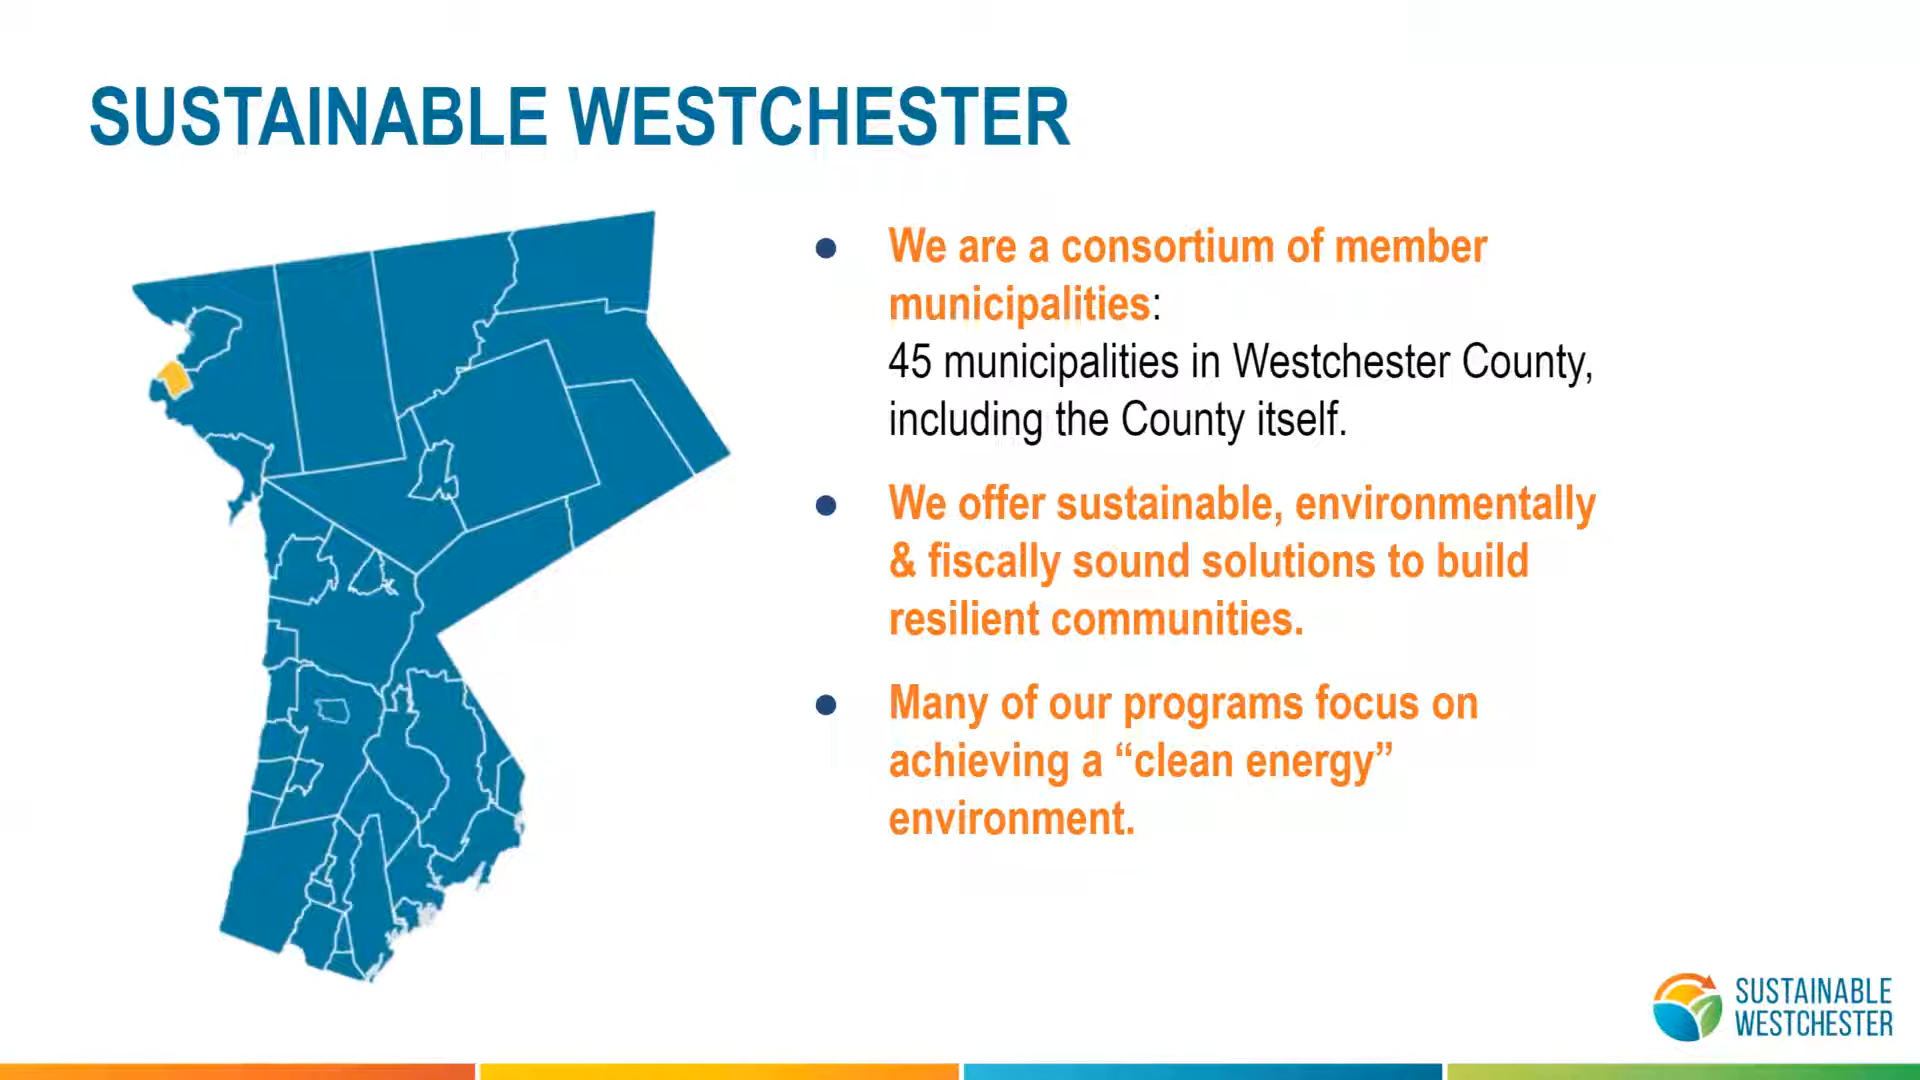 SUSTAINABLE WESTCHESTER
● We are a consortium of member
municipalities:
45 municipalities in Westchester County,
including the County itself.
● We offer sustainable, environmentally
& fiscally sound solutions to build
resilient communities.
● Many of our programs focus on
achieving a “clean energy”
environment.
SUSTAINABLE
WESTCHESTER